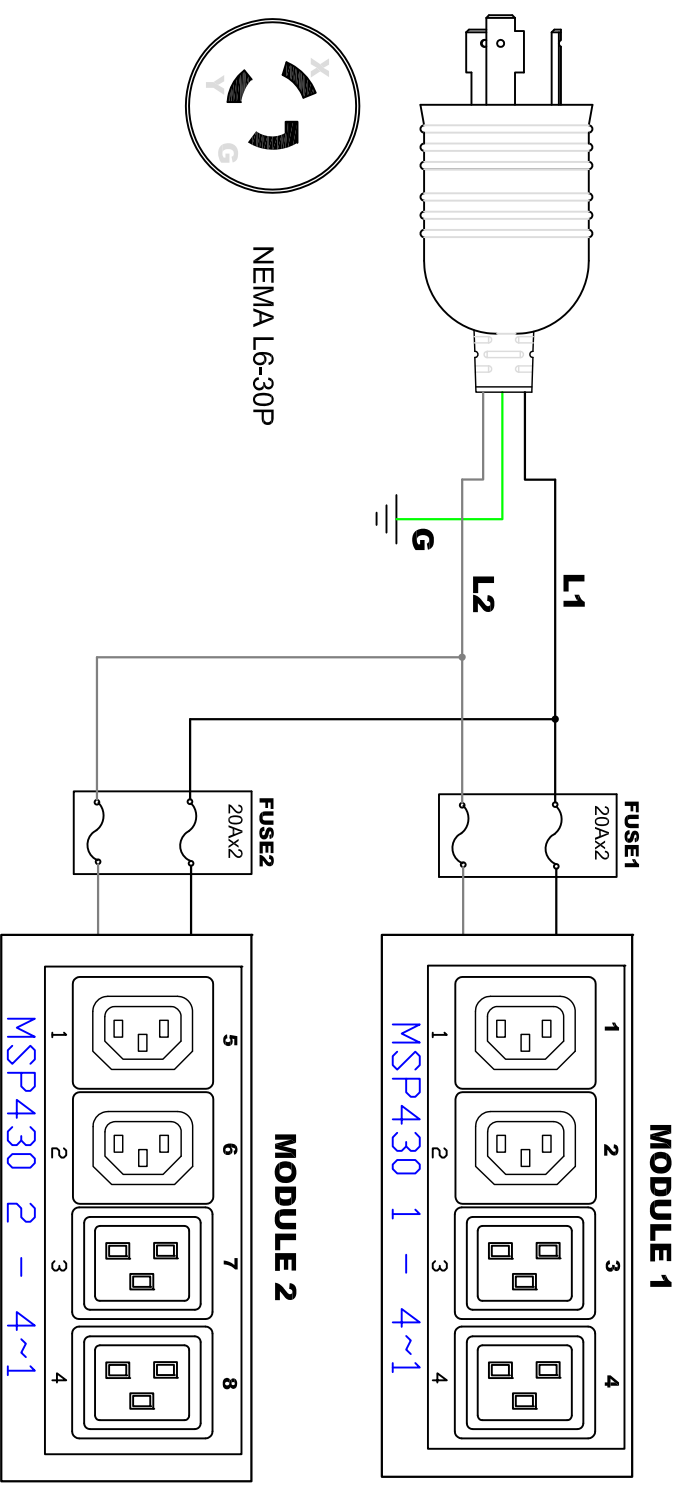 X
Y
G
NEMA L6-30P
G
L1
L2
FUSE1
20Ax2
FUSE2
20Ax2
MODULE 1
1 2 3 4
1 2 3 4
MSP430 1 - 4~1
MODULE 2
5 6 7 8
1 2 3 4
MSP430 2 - 4~1